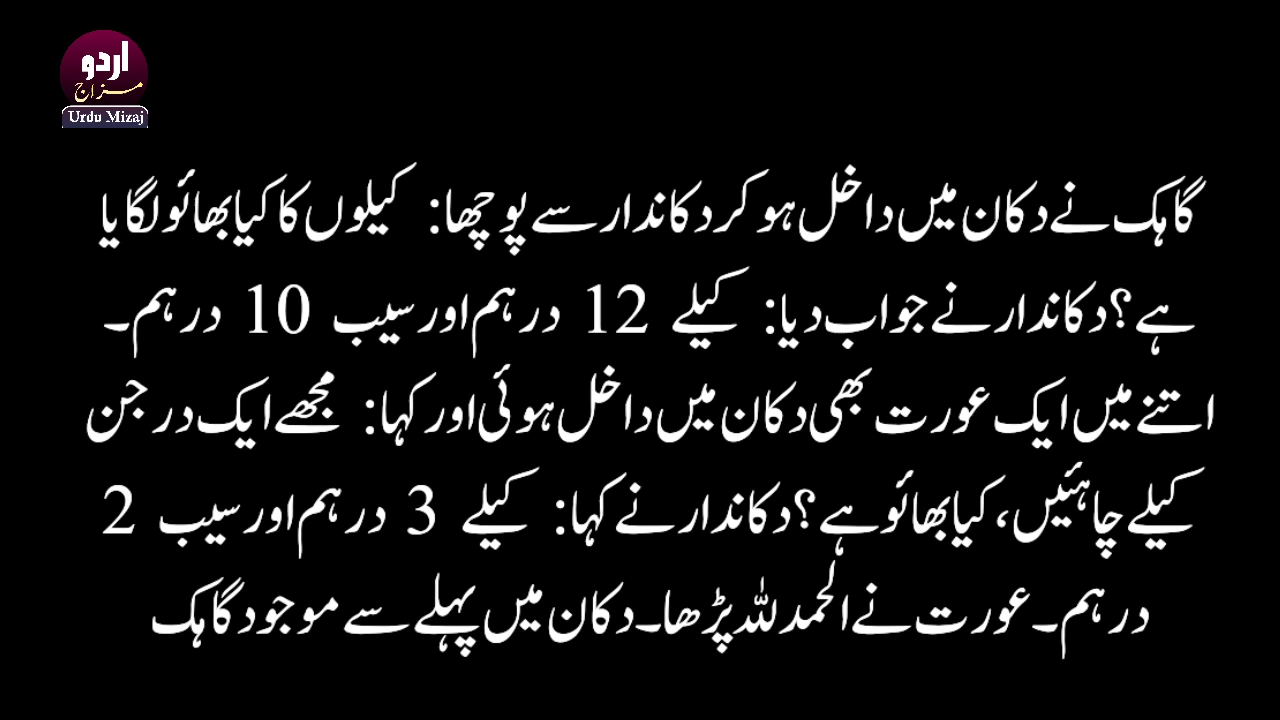 اردو
مزاج
Urdu Mizaj
گاہک نے دکان میں داخل ہو کر دکاندار سے پوچھا: کیلوں کا کیا بھائو لگایا
ہے؟ دکاندار نے جواب دیا: کیلے 12 درہم اور سیب 10 درہم۔
اتنے میں ایک عورت بھی دکان میں داخل ہوئی اور کہا: مجھے ایک درجن
کیلے چاہئیں، کیا بھائو ہے؟ دکاندار نے کہا: کیلے 3 درہم اور سیب 2
درہم۔ عورت نے الحمدللہ پڑھا۔ دکان میں پہلے سے موجود گاہک